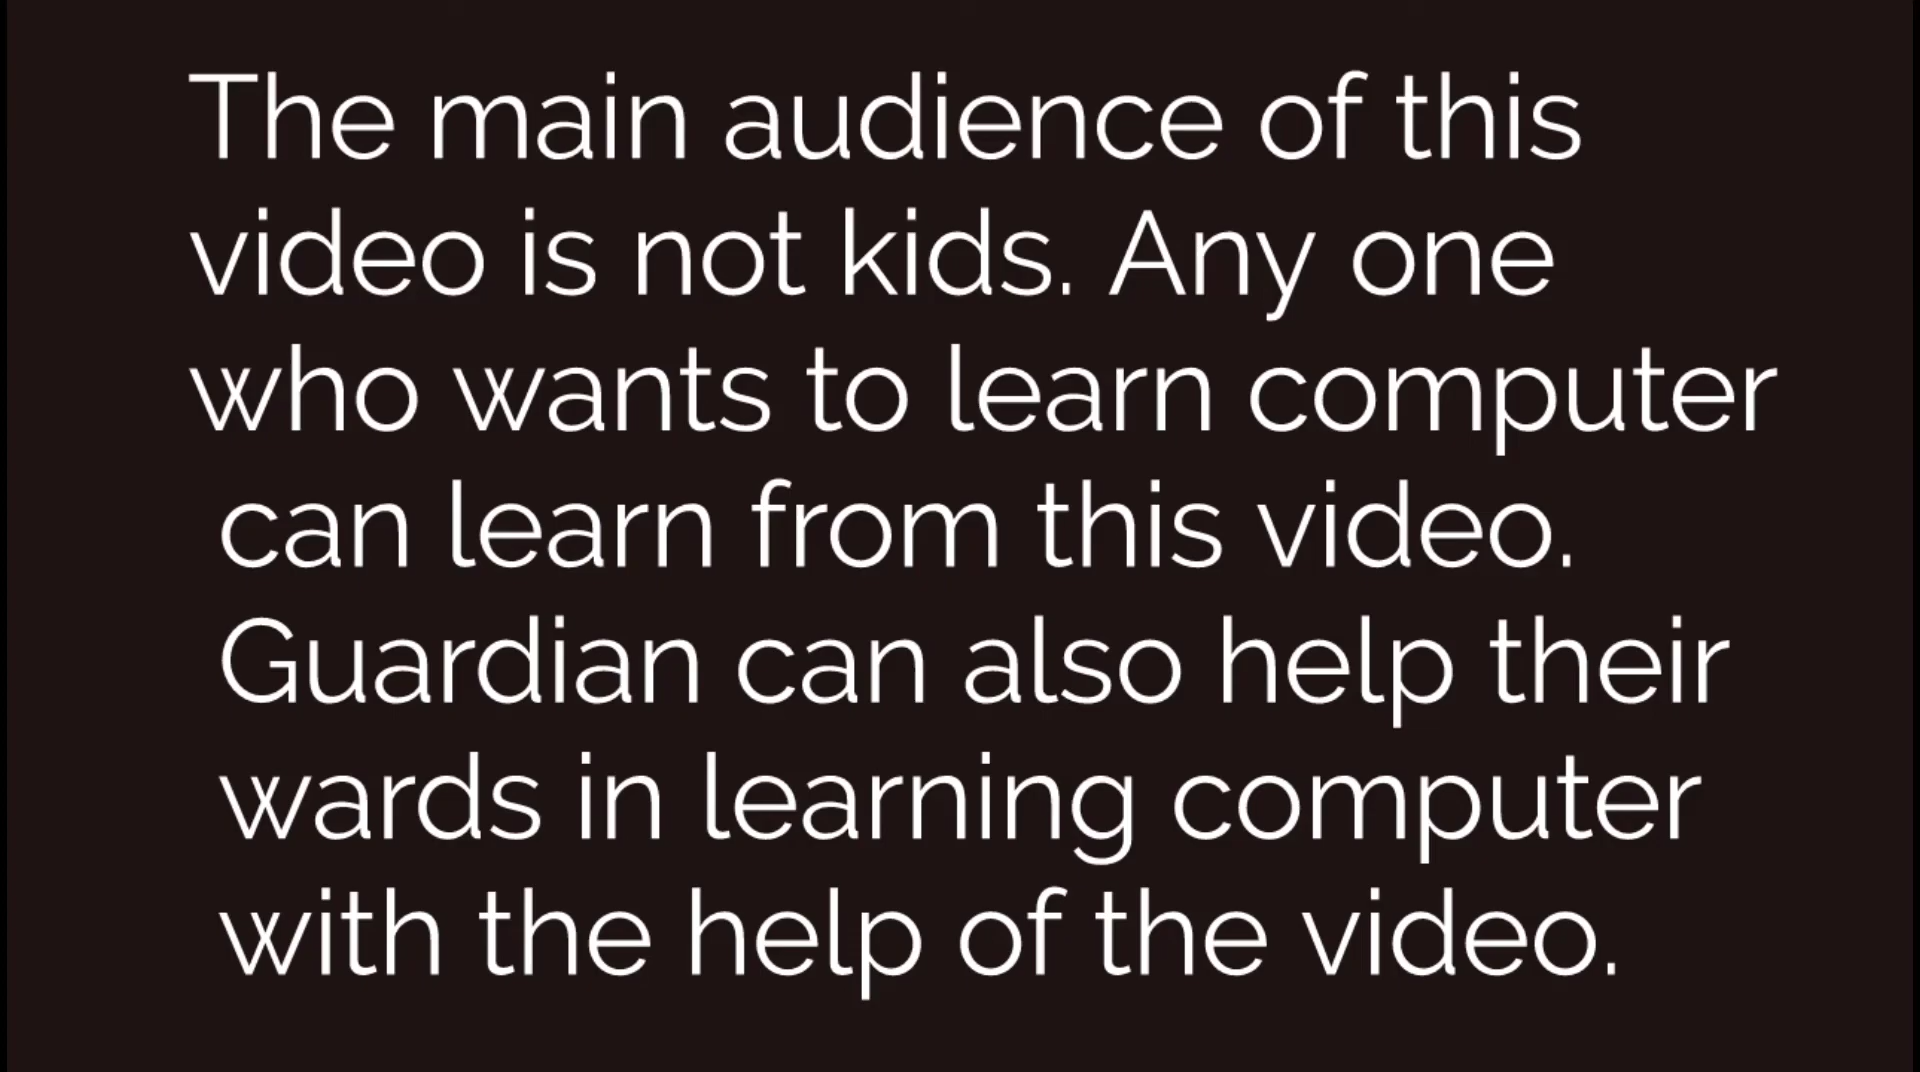 The main audience of this
video is not kids. Any one
who wants to learn computer
can learn from this video.
Guardian can also help their
wards in learning computer
with the help of the video.